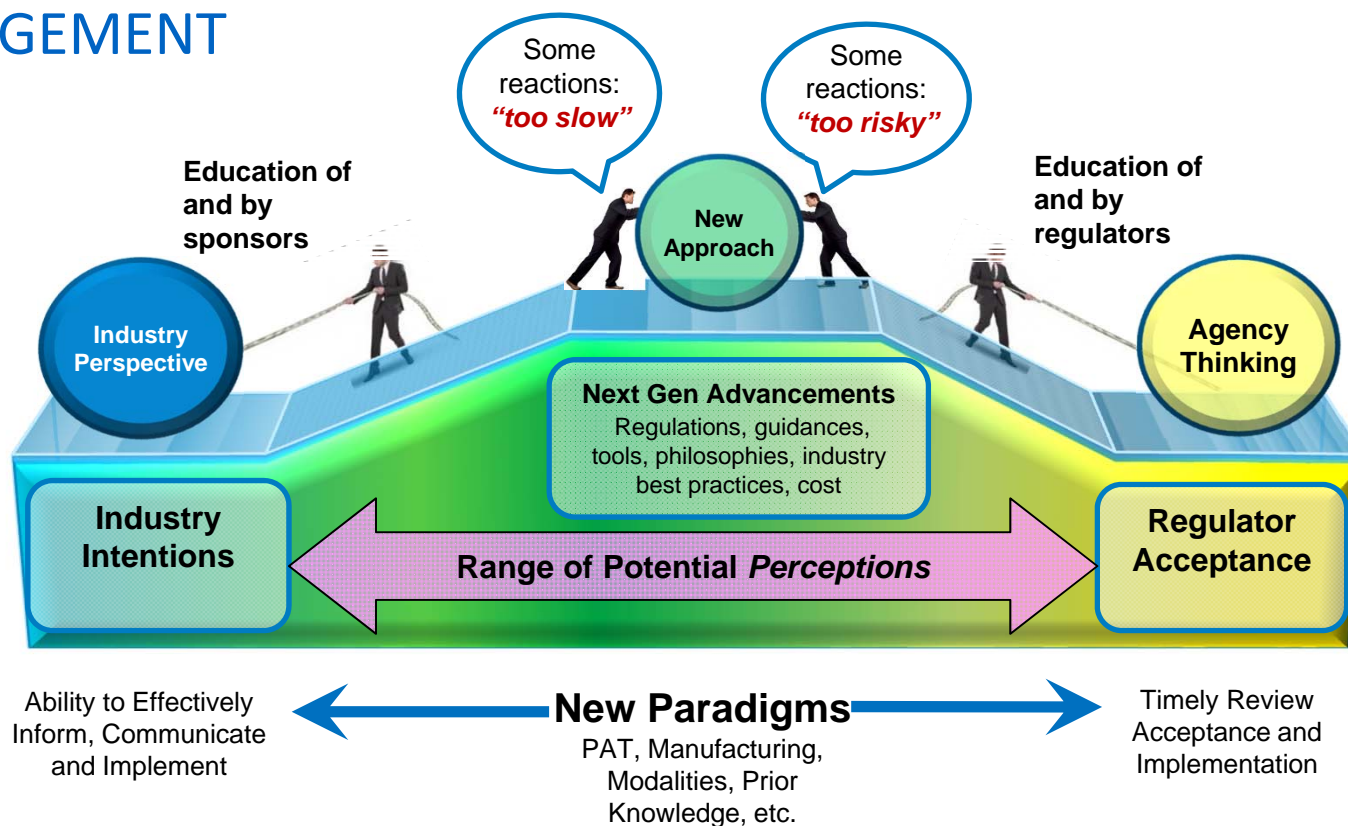 GEMENT
Some
reactions:
“too slow”
Some
reactions:
“too risky”
Education of
and by
sponsors
Education of
and by
regulators
New
Approach
Industry
Perspective
Agency
Thinking
Next Gen Advancements
Regulations, guidances,
tools, philosophies, industry
best practices, cost
Industry
Intentions
Regulator
Acceptance
Range of Potential Perceptions
Ability to Effectively
Inform, Communicate
and Implement
New Paradigms
PAT, Manufacturing,
Modalities, Prior
Knowledge, etc.
Timely Review
Acceptance and
Implementation